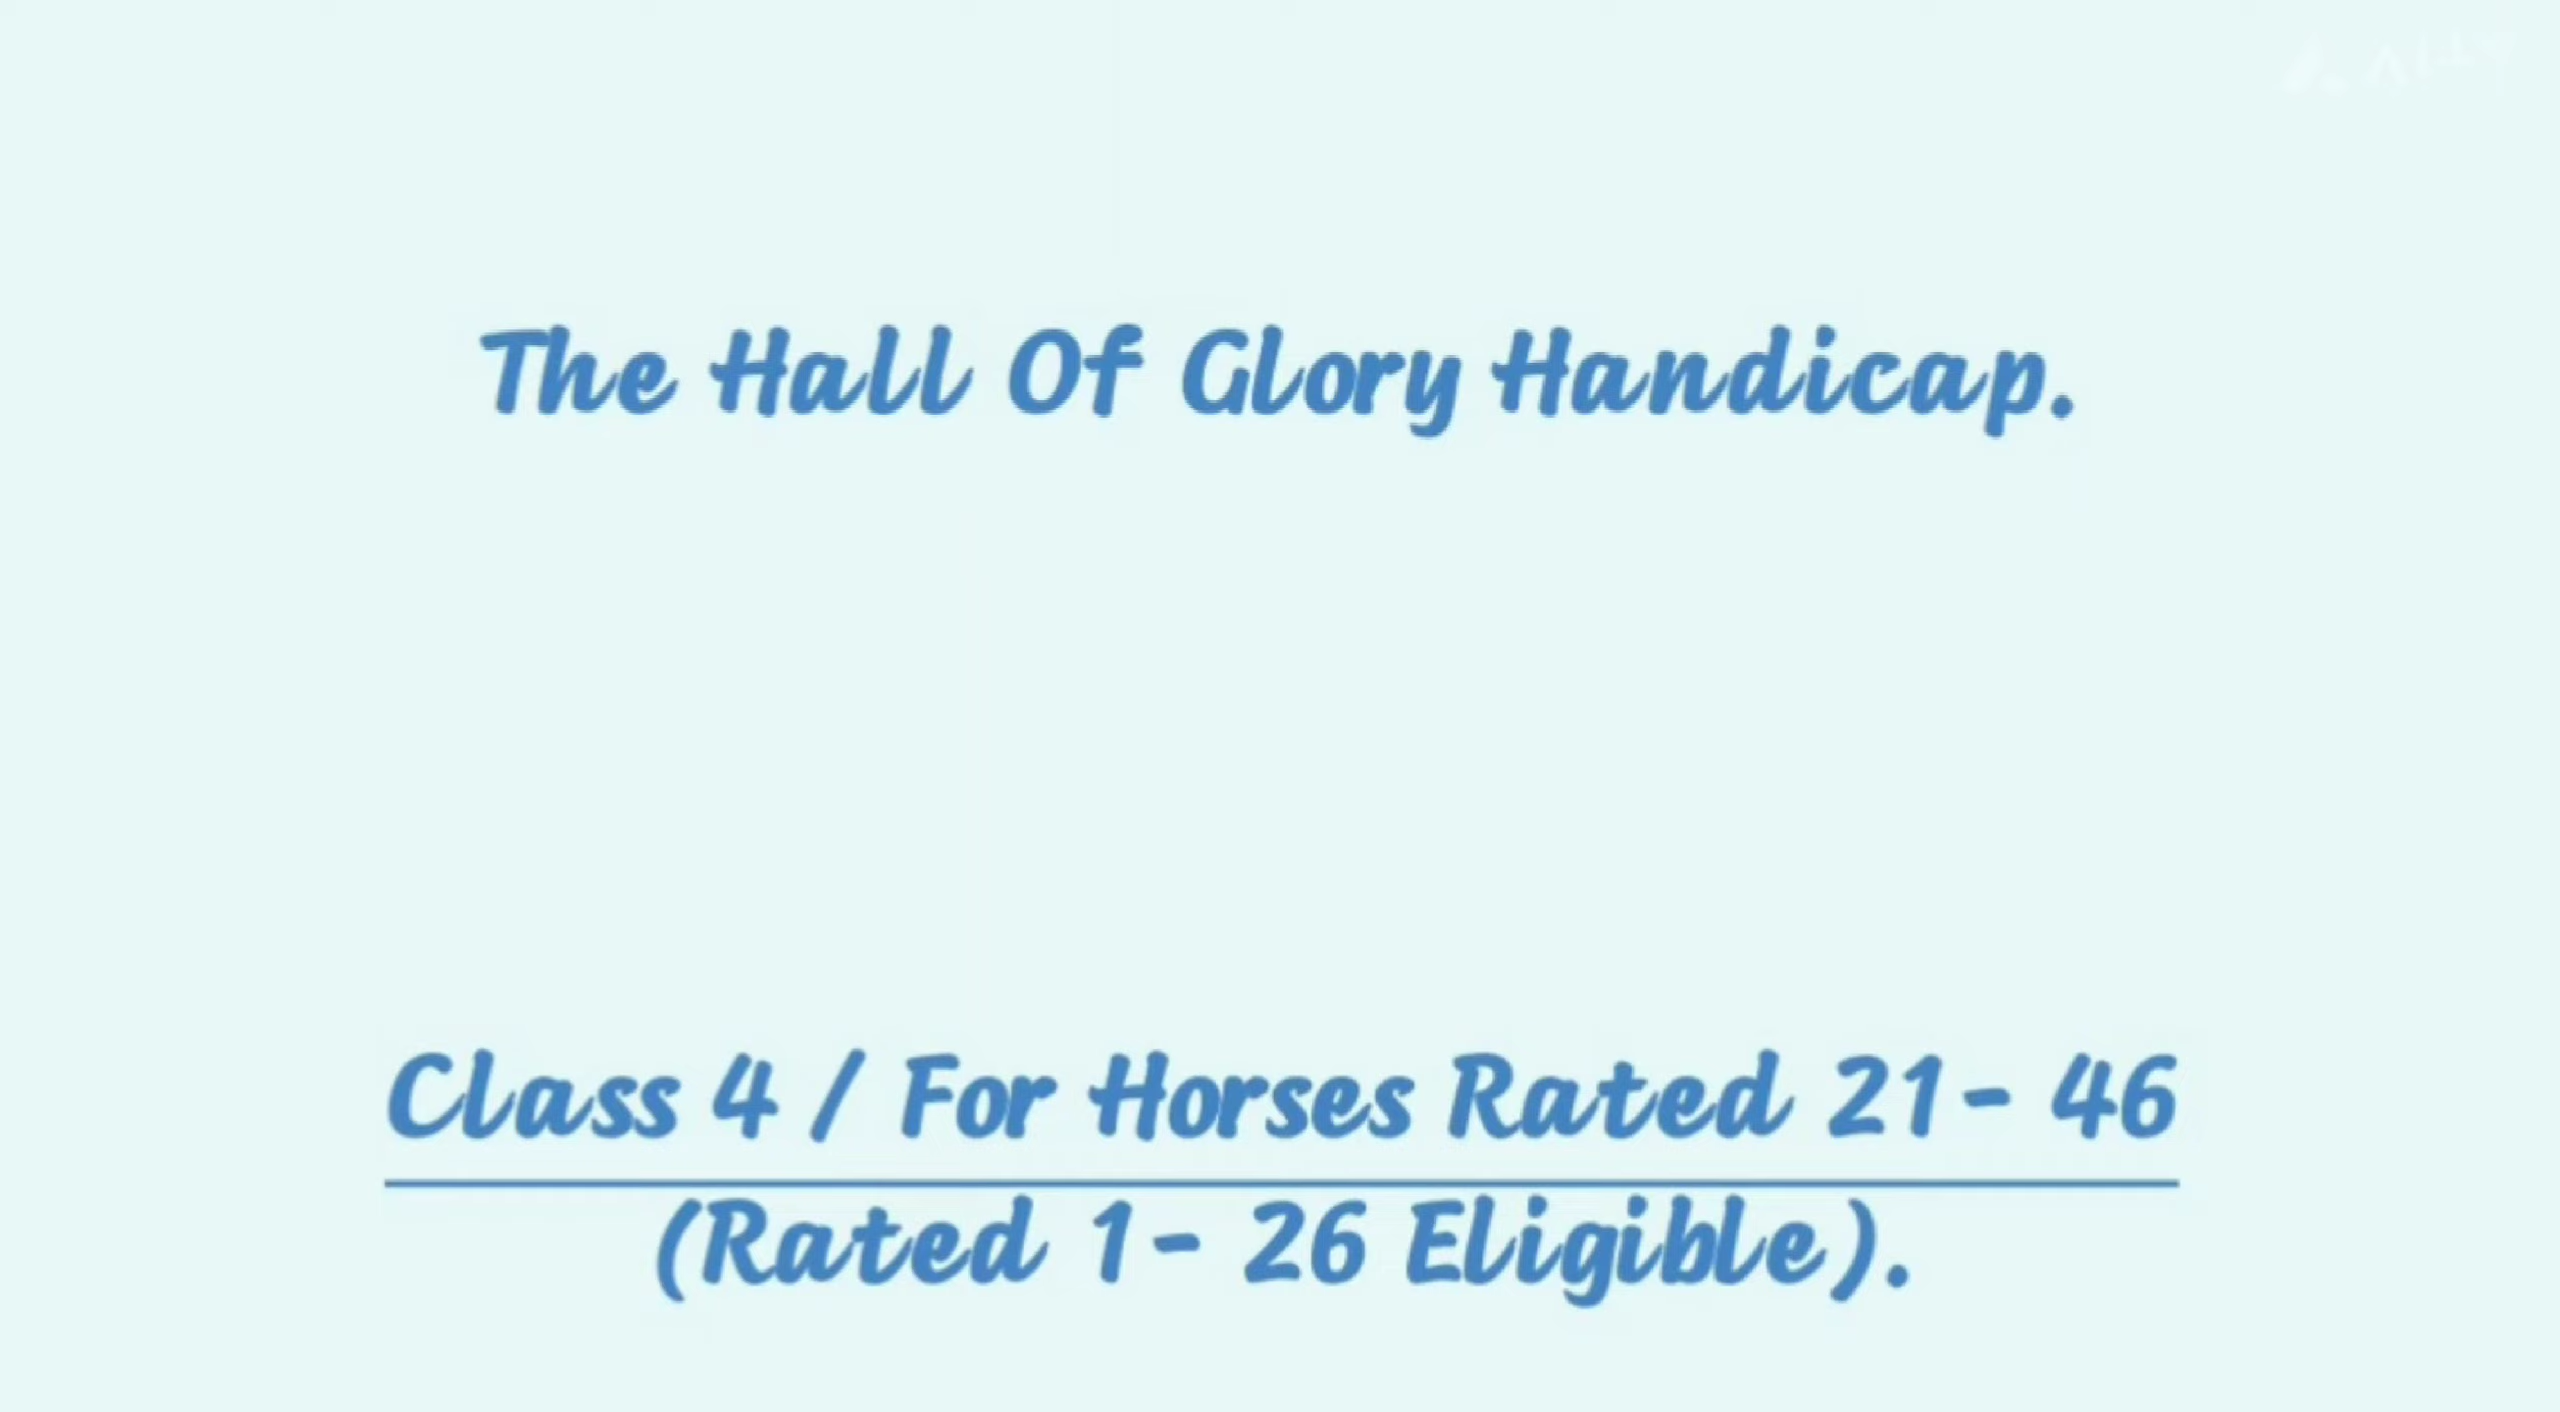 The Hall Of Glory Handicap.
Class 4 / For Horses Rated 21- 46
(Rated 1- 26 Eligible).